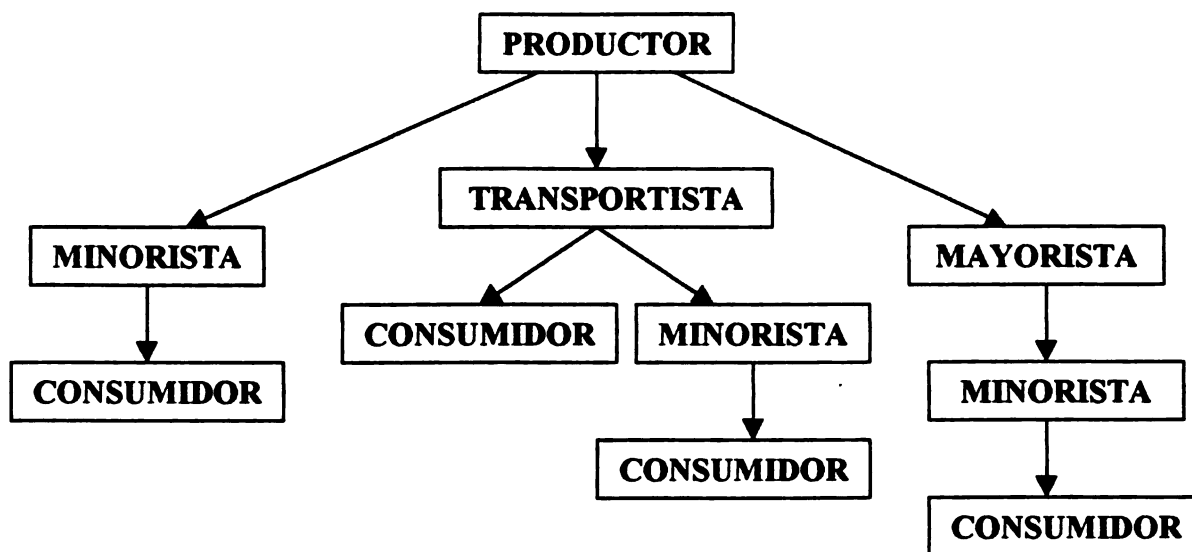 PRODUCTOR
TRANSPORTISTA
MINORISTA
MAYORISTA
CONSUMIDOR
MINORISTA
CONSUMIDOR
MINORISTA
CONSUMIDOR
CONSUMIDOR